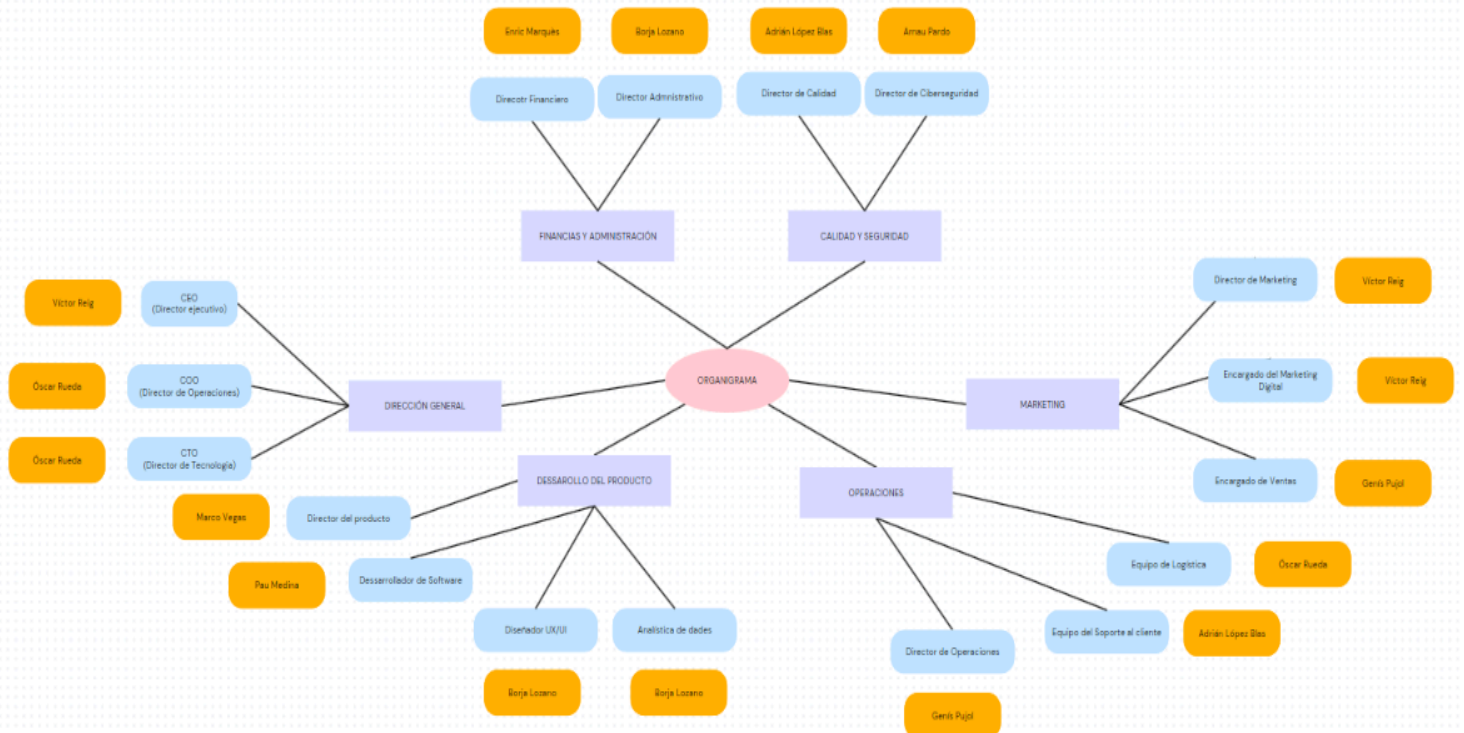 Enric Marquès
Borja Lozano
Adrián López Blas
Arnau Pardo
Direcotr Financiero
Director Admnistrativo
Director de Calidad
Director de Ciberseguridad
FINANCIAS Y ADMINISTRACIÓN
CALIDAD Y SEGURIDAD
Víctor Reig
CEO
(Director ejecutivo)
Director de Marketing
Víctor Reig
Óscar Rueda
COO
(Director de Operaciones)
DIRECCIÓN GENERAL
ORGANIGRAMA
MARKETING
Encargado del Marketing
Digital
Víctor Reig
Óscar Rueda
CTO
(Director de Tecnología)
Encargado de Ventas
Genís Pujol
DESSAROLLO DEL PRODUCTO
OPERACIONES
Marco Vegas
Director del producto
Equipo de Logística
Óscar Rueda
Pau Medina
Dessarrollador de Software
Diseñador UX/UI
Analística de dades
Equipo del Soporte al cliente
Adrián López Blas
Director de Operaciones
Borja Lozano
Borja Lozano
Genís Pujol